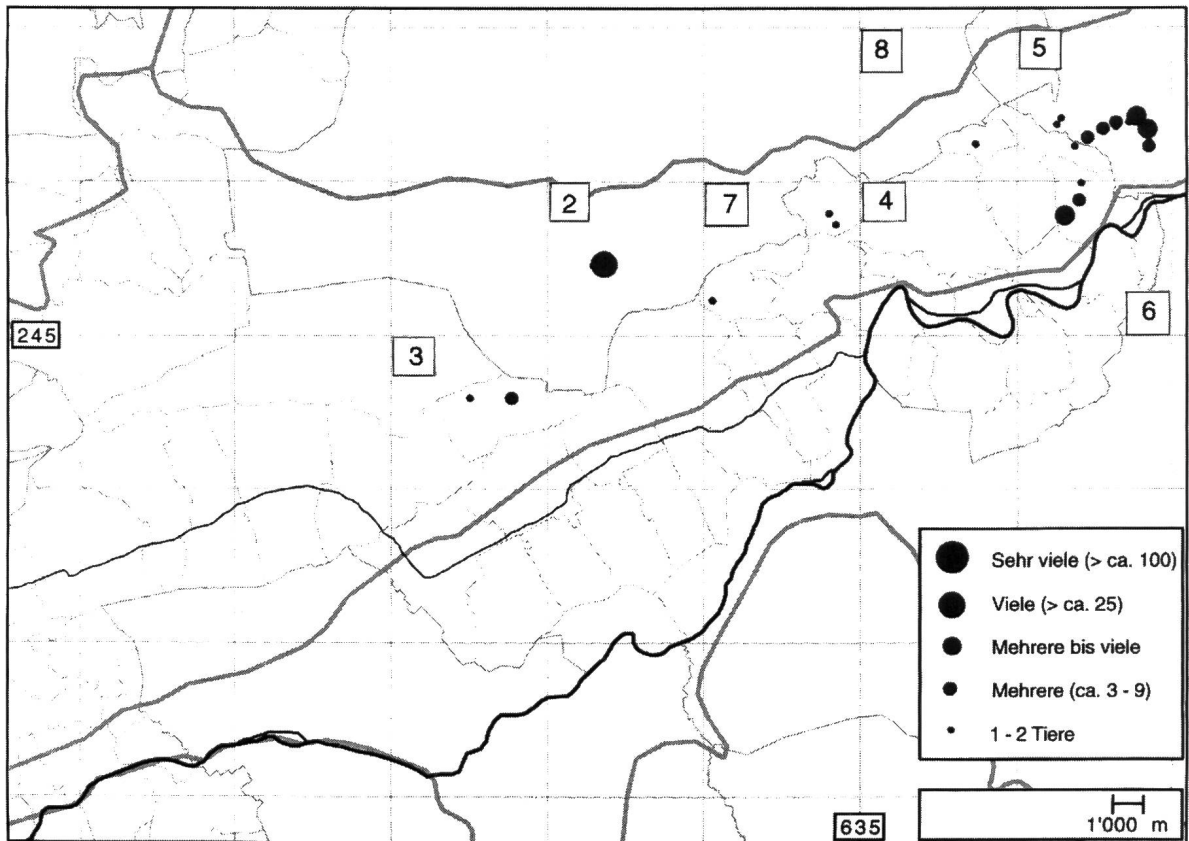 8
5
2
7
4
245
3
6
Sehr viele (> ca. 100)
Viele (> ca. 25)
Mehrere bis viele
Mehrere (ca. 3 - 9)
1 - 2 Tiere
635
1'000 m